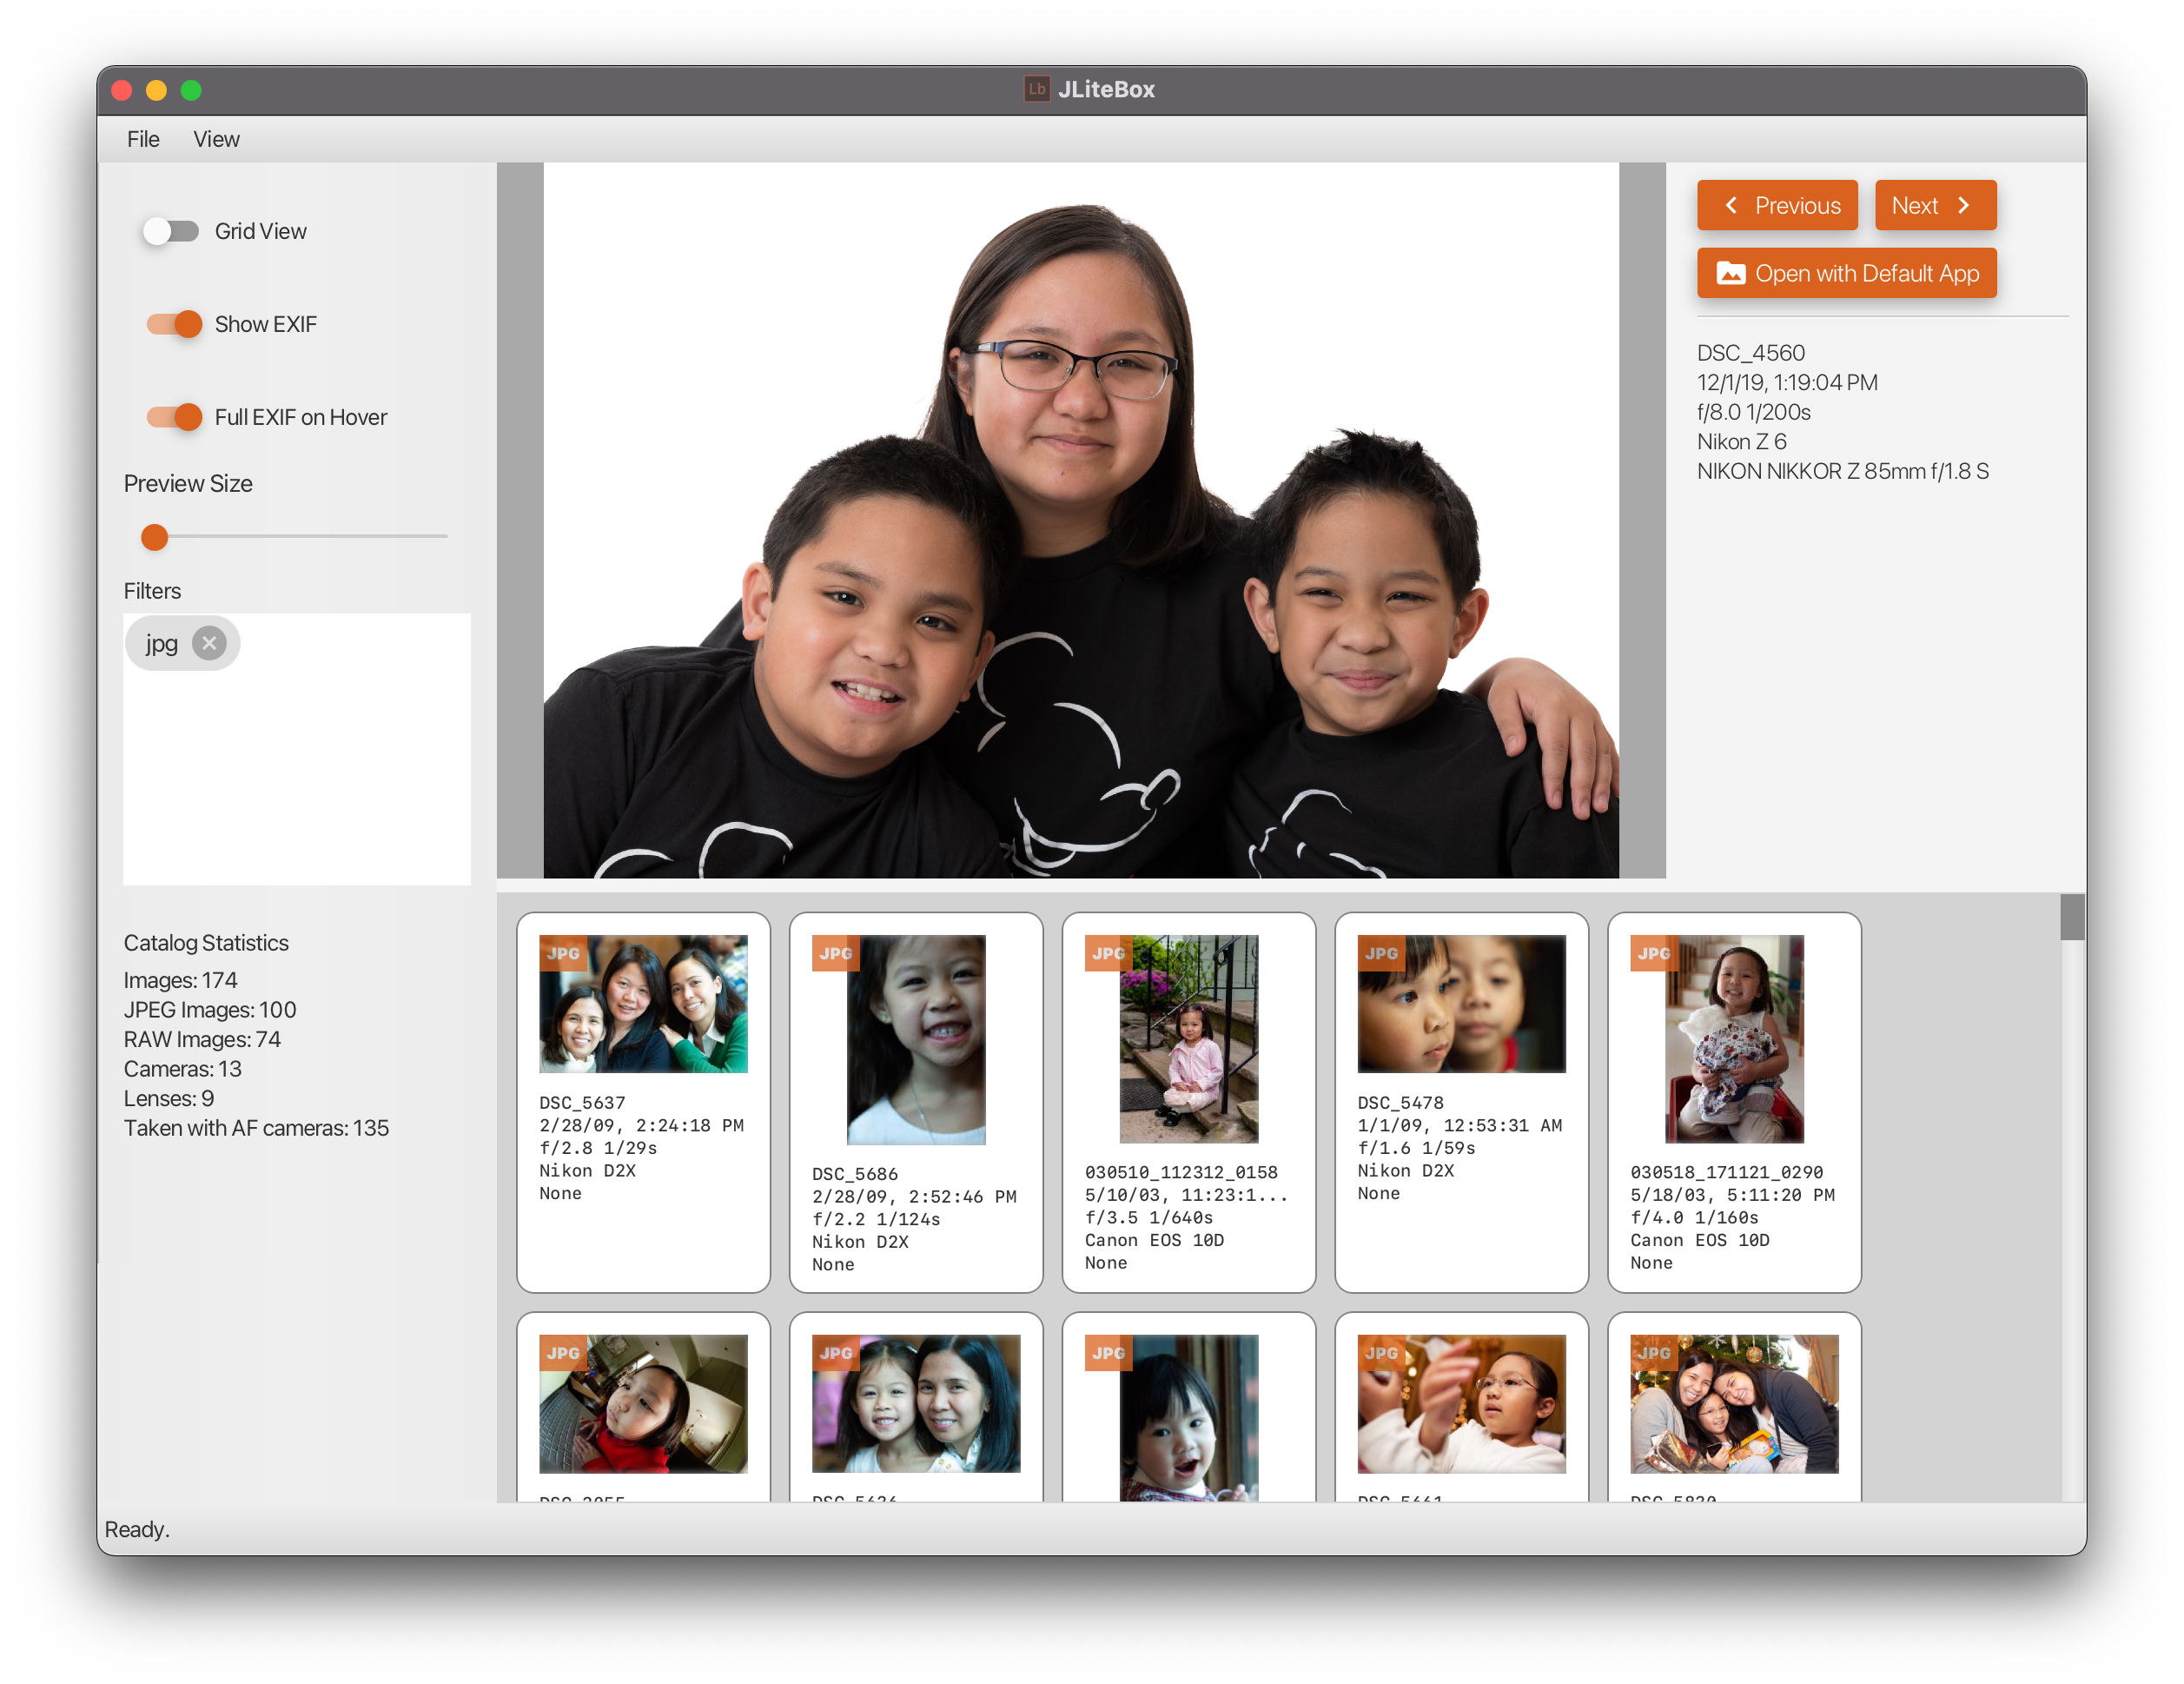 Lb JLiteBox
File View
Grid View
Show EXIF
Full EXIF on Hover
Preview Size
Filters
jpg
Catalog Statistics
Images: 174
JPEG Images: 100
RAW Images: 74
Cameras: 13
Lenses: 9
Taken with AF cameras: 135
Previous Next
Open with Default App
DSC_4560
12/1/19, 1:19:04 PM
f/8.0 1/200s
Nikon Z 6
NIKON NIKKOR Z 85mm f/1.8 S
JPG
DSC_5637
2/28/09, 2:24:18 PM
f/2.8 1/29s
Nikon D2X
None
JPG
DSC_5686
2/28/09, 2:52:46 PM
f/2.2 1/124s
Nikon D2X
None
JPG
030510_112312_0158
5/10/03, 11:23:1...
f/3.5 1/640s
Canon EOS 10D
None
JPG
DSC_5478
1/1/09, 12:53:31 AM
f/1.6 1/59s
Nikon D2X
None
JPG
030518_171121_0290
5/18/03, 5:11:20 PM
f/4.0 1/160s
Canon EOS 10D
None
JPG
JPG
JPG
JPG
JPG
Ready.